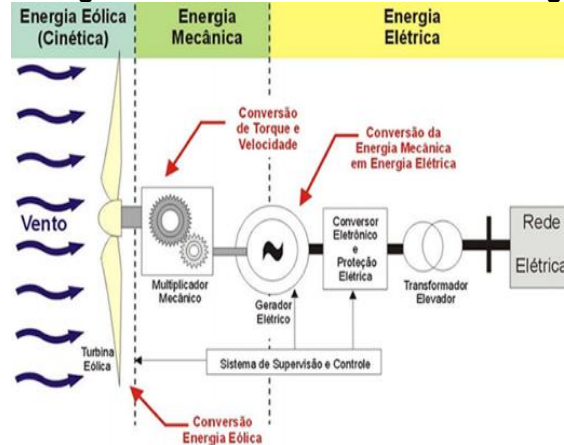 Energia Eólica
(Cinética)
Energia
Mecânica
Energia
Elétrica
Conversão
de Torque e
Velocidade
Conversão da
Energia Mecânica
em Energia Elétrica
Vento
Multiplicador
Mecânico
Gerador
Elétrico
Conversor
Eletrônico
e
Proteção
Elétrica
Transformador
Elevador
Rede
Elétrica
Turbina
Eólica
Sistema de Supervisão e Controle
Conversão
Energia Eólica